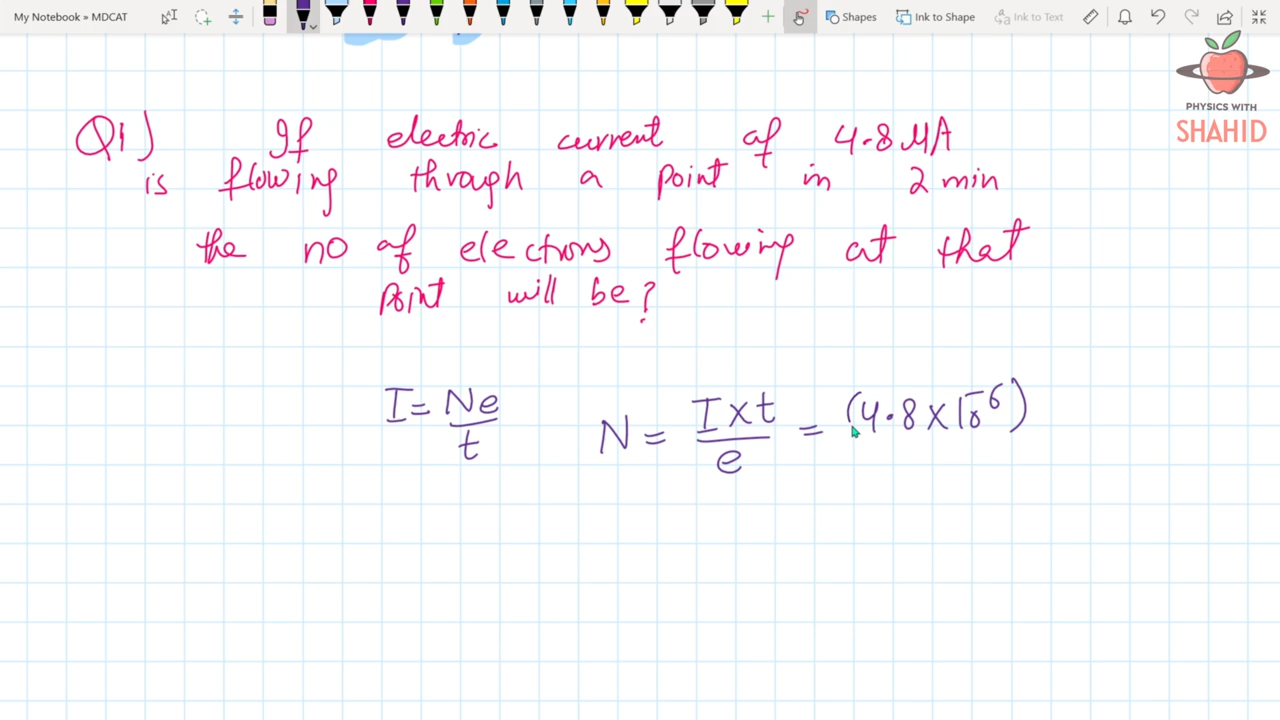 My Notebook » MDCAT
Shapes
Ink to Shape
Ink to Text
PHYSICS WITH
SHAHID
Q1) If electric current of 4.8 μA
is flowing through a point in 2 min
the no of electrons flowing at that
point will be?
I = Ne/t N = I×t/e = (4.8×10⁻⁶)